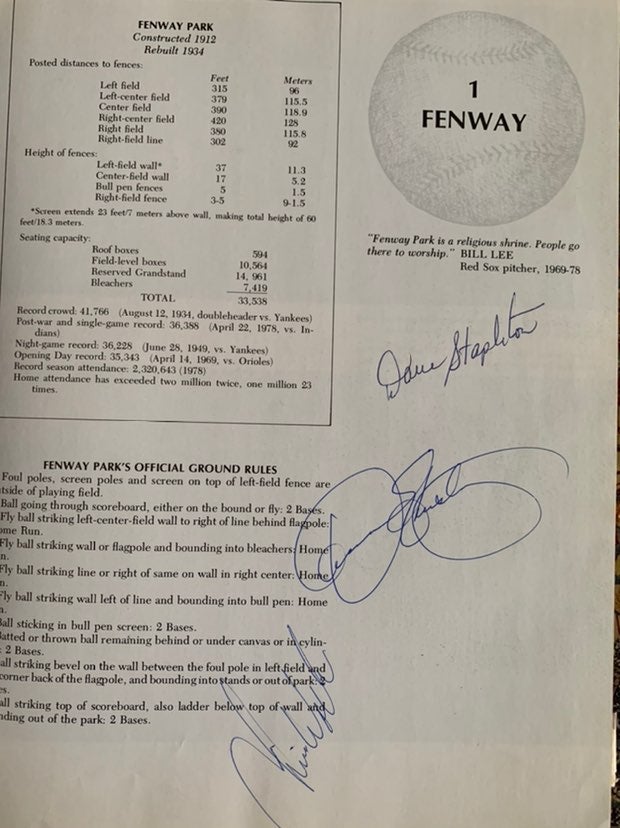 FENWAY PARK
Constructed 1912
Rebuilt 1934
Posted distances to fences:
Feet Meters
Left field 315 96
Left-center field 379 115.5
Center field 390 118.9
Right-center field 420 128
Right field 380 115.8
Right-field line 302 92
Height of fences:
Left-field wall* 37 11.3
Center-field wall 17 5.2
Bull pen fences 5 1.5
Right-field fence 3-5 9-1.5
*Screen extends 23 feet/7 meters above wall, making total height of 60
feet/18.3 meters.
Seating capacity:
Roof boxes 594
Field-level boxes 10,564
Reserved Grandstand 14, 961
Bleachers 7,419
TOTAL 33,538
Record crowd: 41,766 (August 12, 1934, doubleheader vs. Yankees)
Post-war and single-game record: 36,388 (April 22, 1978, vs. In-
dians)
Night-game record: 36,228 (June 28, 1949, vs. Yankees)
Opening Day record: 35,343 (April 14, 1969, vs. Orioles)
Record season attendance: 2,320,643 (1978)
Home attendance has exceeded two million twice, one million 23
times.
1
FENWAY
"Fenway Park is a religious shrine. People go
there to worship." BILL LEE
Red Sox pitcher, 1969-78
Dave Stapleton
FENWAY PARK'S OFFICIAL GROUND RULES
Foul poles, screen poles and screen on top of left-field fence are
tside of playing field.
Ball going through scoreboard, either on the bound or fly: 2 Bases.
Fly ball striking left-center-field wall to right of line behind flagpole:
ome Run.
Fly ball striking wall or flagpole and bounding into bleachers: Home
n.
Fly ball striking line or right of same on wall in right center: Home
n.
Fly ball striking wall left of line and bounding into bull pen: Home
n.
Ball sticking in bull pen screen: 2 Bases.
atted or thrown ball remaining behind or under canvas or in cylin-
: 2 Bases.
all striking bevel on the wall between the foul pole in left field and
corner back of the flagpole, and bounding into stands or out of park: 2
es.
all striking top of scoreboard, also ladder below top of wall and
nding out of the park: 2 Bases.